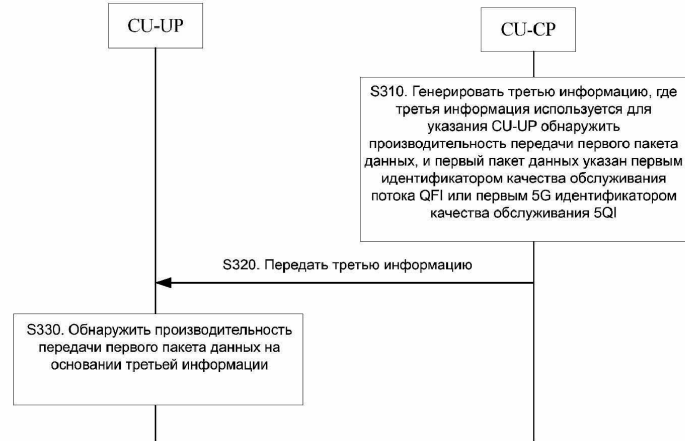 CU-UP
CU-CP
S310. Генерировать третью информацию, где
третья информация используется для
указания CU-UP обнаружить
производительность передачи первого пакета
данных, и первый пакет данных указан первым
идентификатором качества обслуживания
потока QFI или первым 5G идентификатором
качества обслуживания 5QI
S320. Передать третью информацию
S330. Обнаружить производительность
передачи первого пакета данных на
основании третьей информации